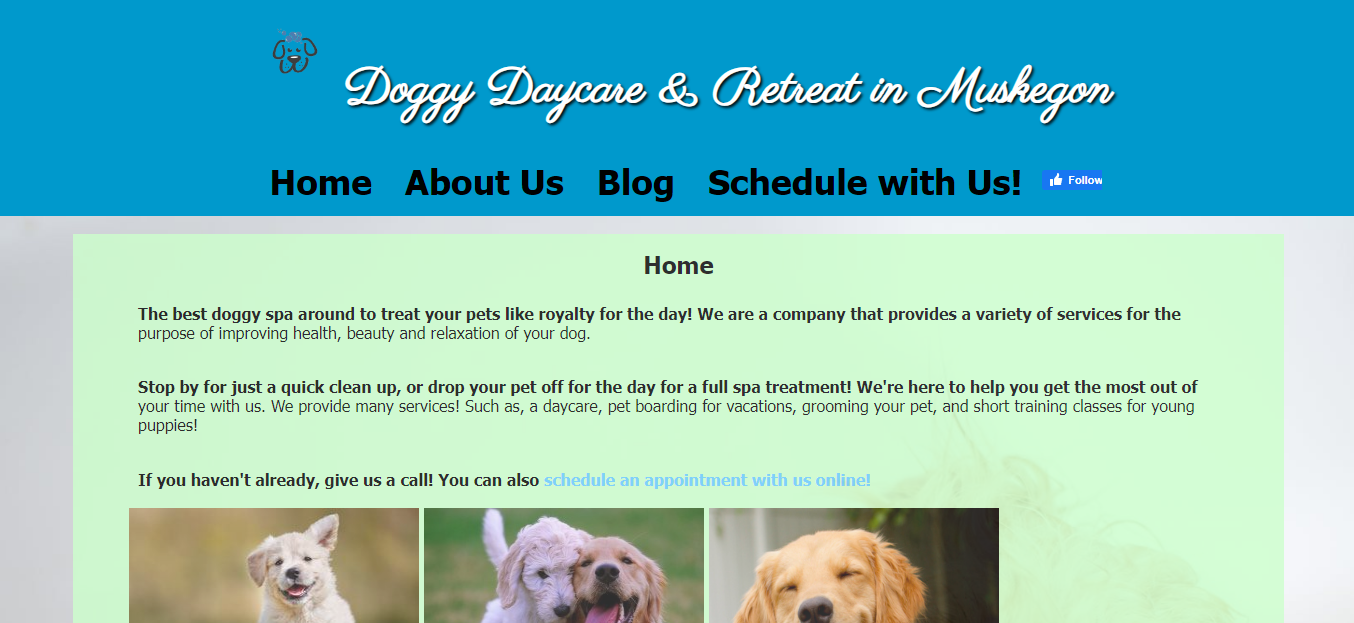 Doggy Daycare & Retreat in Muskegon
Home About Us Blog Schedule with Us! Follow
Home
The best doggy spa around to treat your pets like royalty for the day! We are a company that provides a variety of services for the
purpose of improving health, beauty and relaxation of your dog.
Stop by for just a quick clean up, or drop your pet off for the day for a full spa treatment! We're here to help you get the most out of
your time with us. We provide many services! Such as, a daycare, pet boarding for vacations, grooming your pet, and short training classes for young
puppies!
If you haven't already, give us a call! You can also schedule an appointment with us online!